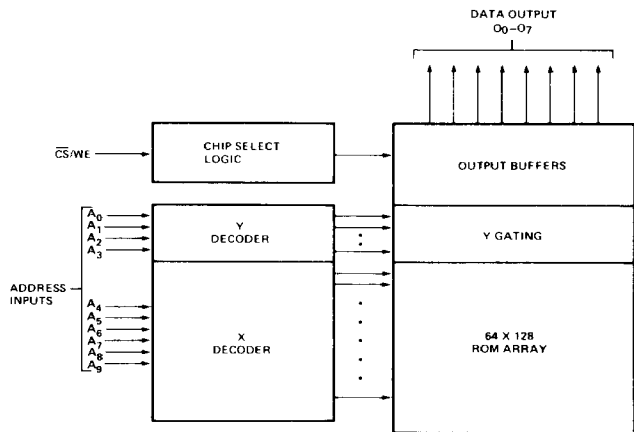 DATA OUTPUT
O₀–O₇
CHIP SELECT
LOGIC
C̅S̅/WE
OUTPUT BUFFERS
A₀
A₁
A₂
A₃
Y
DECODER
Y GATING
ADDRESS
INPUTS
A₄
A₅
A₆
A₇
A₈
A₉
X
DECODER
64 X 128
ROM ARRAY